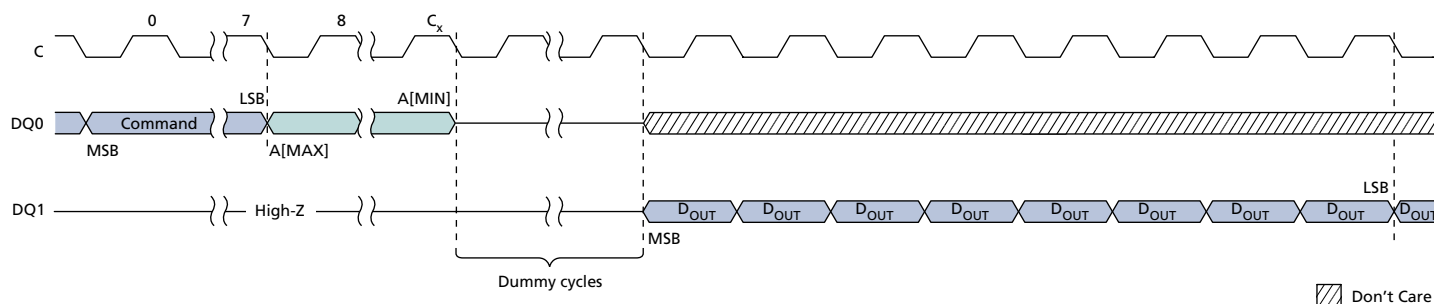 0 7 8 Cx
C
LSB A[MIN]
DQ0 Command
MSB A[MAX]
LSB
DQ1 High-Z DOUT DOUT DOUT DOUT DOUT DOUT DOUT DOUT DOUT
MSB
Dummy cycles
Don't Care